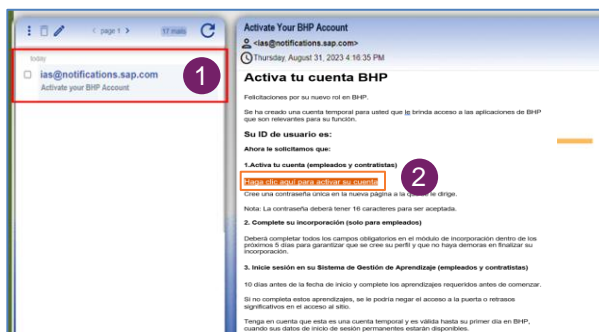 page 1
17 mails
today
ias@notifications.sap.com
Activate your BHP Account
1
Activate Your BHP Account
<ias@notifications.sap.com>
Thursday, August 31, 2023 4:16:35 PM
Activa tu cuenta BHP
Felicitaciones por su nuevo rol en BHP.
Se ha creado una cuenta temporal para usted que le brinda acceso a las aplicaciones de BHP
que son relevantes para su función.
Su ID de usuario es:
Ahora le solicitamos que:
1.Activa tu cuenta (empleados y contratistas)
Haga clic aquí para activar su cuenta
2
Cree una contraseña única en la nueva página a la que le dirige.
Nota: La contraseña deberá tener 16 caracteres para ser aceptada.
2. Complete su incorporación (solo para empleados)
Deberá completar todos los campos obligatorios en el módulo de incorporación dentro de los
próximos 5 días para garantizar que se cree su perfil y que no haya demoras en finalizar su
incorporación.
3. Inicie sesión en su Sistema de Gestión de Aprendizaje (empleados y contratistas)
10 días antes de la fecha de inicio y complete los aprendizajes requeridos antes de comenzar.
Si no completa estos aprendizajes, se le podría negar el acceso a la puerta o retrasos
significativos en el acceso al sitio.
Tenga en cuenta que esta es una cuenta temporal y es válida hasta su primer día en BHP,
cuando sus datos de inicio de sesión permanentes estarán disponibles.